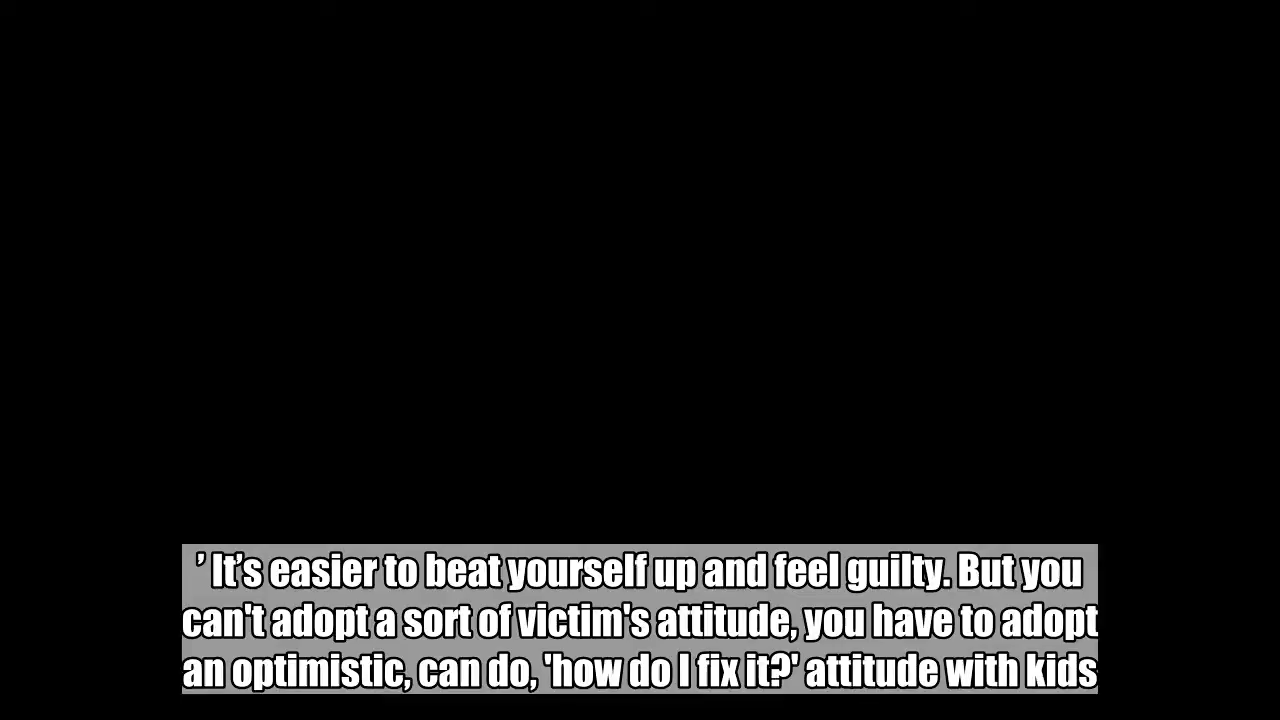 ’ It’s easier to beat yourself up and feel guilty. But you
can't adopt a sort of victim's attitude, you have to adopt
an optimistic, can do, 'how do I fix it?' attitude with kids